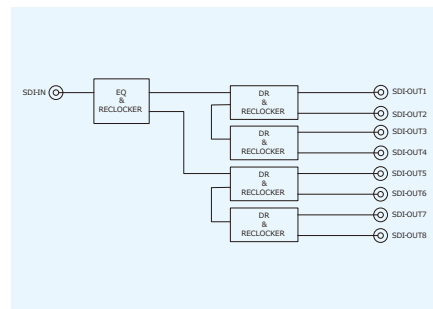 SDI-IN
EQ
&
RECLOCKER
DR
&
RECLOCKER
SDI-OUT1
SDI-OUT2
DR
&
RECLOCKER
SDI-OUT3
SDI-OUT4
DR
&
RECLOCKER
SDI-OUT5
SDI-OUT6
DR
&
RECLOCKER
SDI-OUT7
SDI-OUT8